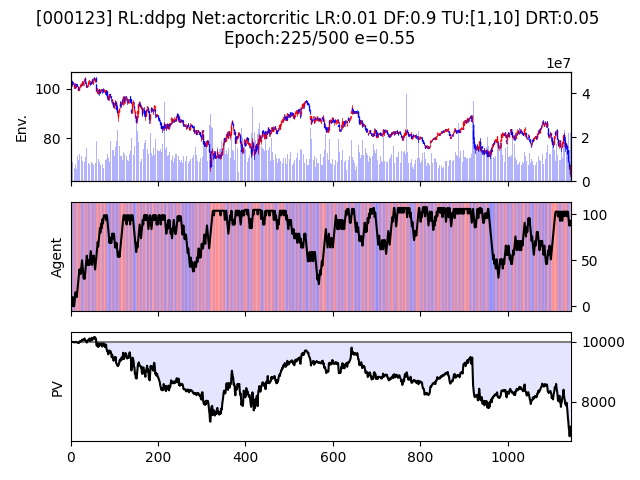 [000123] RL:ddpg Net:actorcritic LR:0.01 DF:0.9 TU:[1,10] DRT:0.05
Epoch:225/500 e=0.55
1e7
100
80
Env.
4
2
0
Agent
100
50
0
PV
10000
8000
0 200 400 600 800 1000